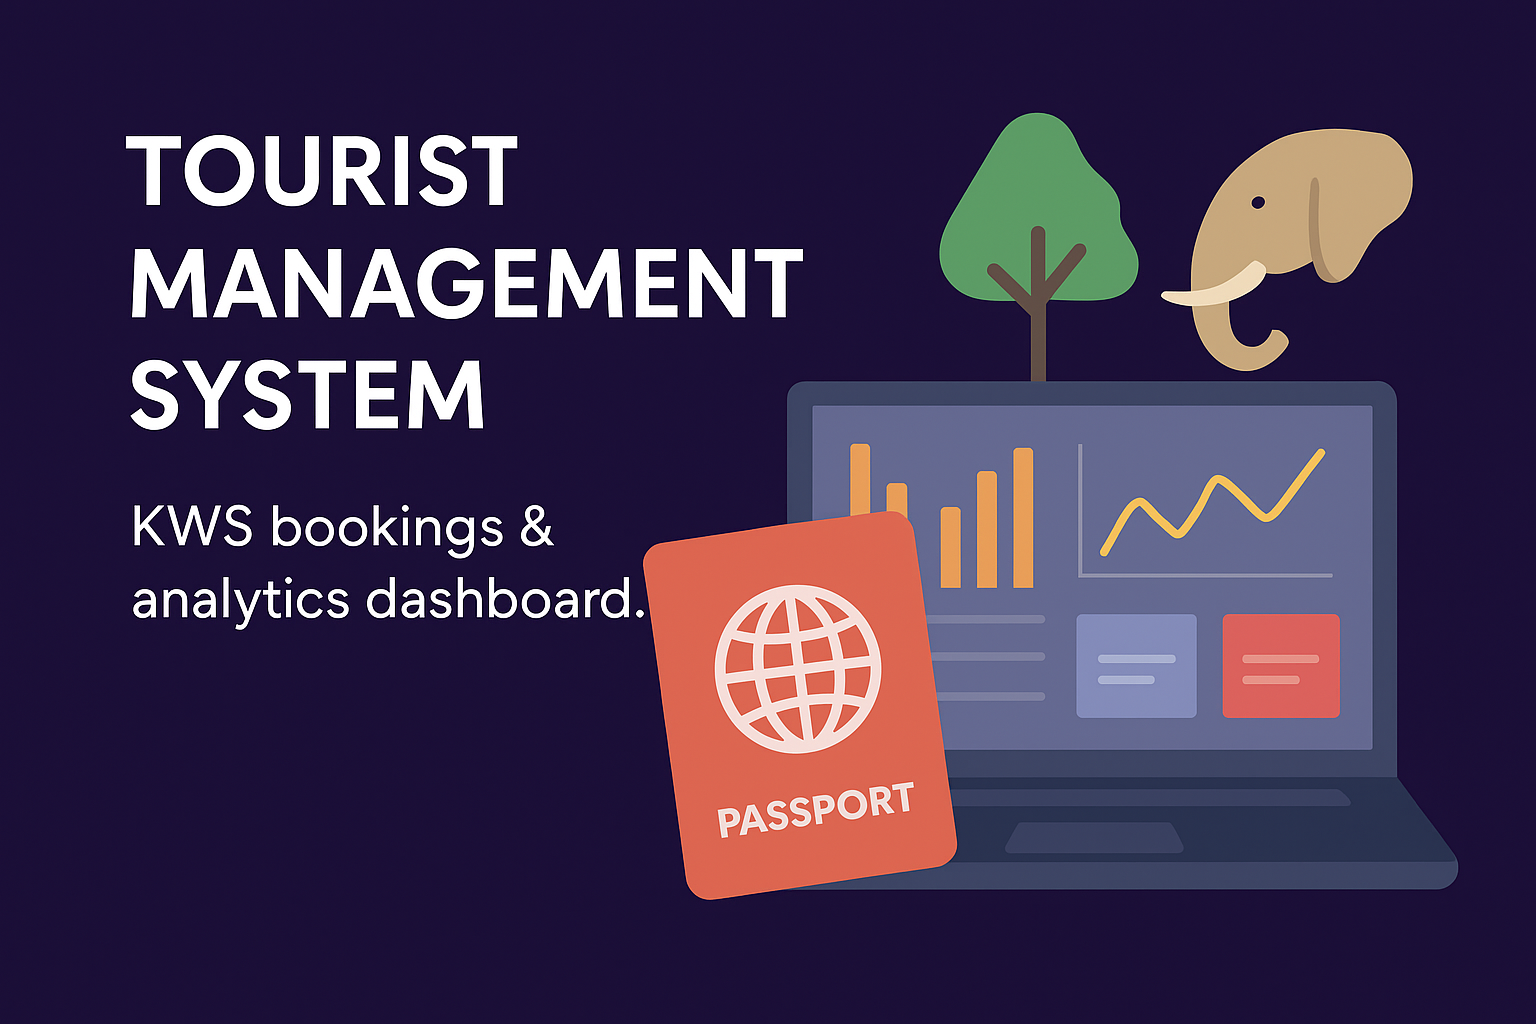 TOURIST
MANAGEMENT
SYSTEM
KWS bookings &
analytics dashboard.
PASSPORT